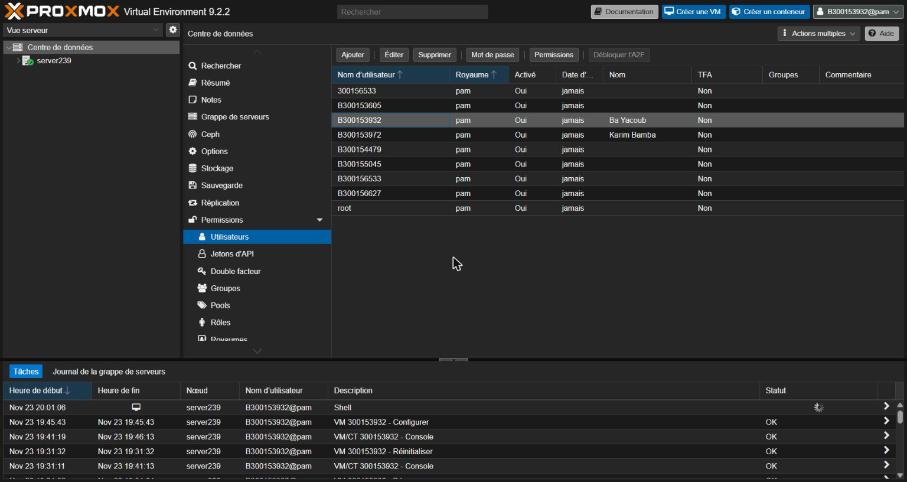 PROXMOX Virtual Environment 9.2.2 Rechercher Documentation Créer une VM Créer un conteneur B300153932@pam
Vue serveur
Centre de données
server239
Centre de données Actions multiples Aide
Rechercher
Résumé
Notes
Grappe de serveurs
Ceph
Options
Stockage
Sauvegarde
Réplication
Permissions
Utilisateurs
Jetons d'API
Double facteur
Groupes
Pools
Rôles
Royaumes
Ajouter Éditer Supprimer Mot de passe Permissions Débloquer l'A2F
Nom d'utilisateur Royaume Activé Date d'... Nom TFA Groupes Commentaire
300156533 pam Oui jamais Non
B300153605 pam Oui jamais Non
B300153932 pam Oui jamais Ba Yacoub Non
B300153972 pam Oui jamais Karim Bamba Non
B300154479 pam Oui jamais Non
B300155045 pam Oui jamais Non
B300156533 pam Oui jamais Non
B300156627 pam Oui jamais Non
root pam Oui jamais Non
Tâches Journal de la grappe de serveurs
Heure de début Heure de fin Nœud Nom d'utilisateur Description Statut
Nov 23 20:01:06 server239 B300153932@pam Shell
Nov 23 19:45:43 Nov 23 19:45:43 server239 B300153932@pam VM 300153932 - Configurer OK
Nov 23 19:41:19 Nov 23 19:46:13 server239 B300153932@pam VM/CT 300153932 - Console OK
Nov 23 19:31:32 Nov 23 19:31:32 server239 B300153932@pam VM 300153932 - Réinitialiser OK
Nov 23 19:31:11 Nov 23 19:41:13 server239 B300153932@pam VM/CT 300153932 - Console OK